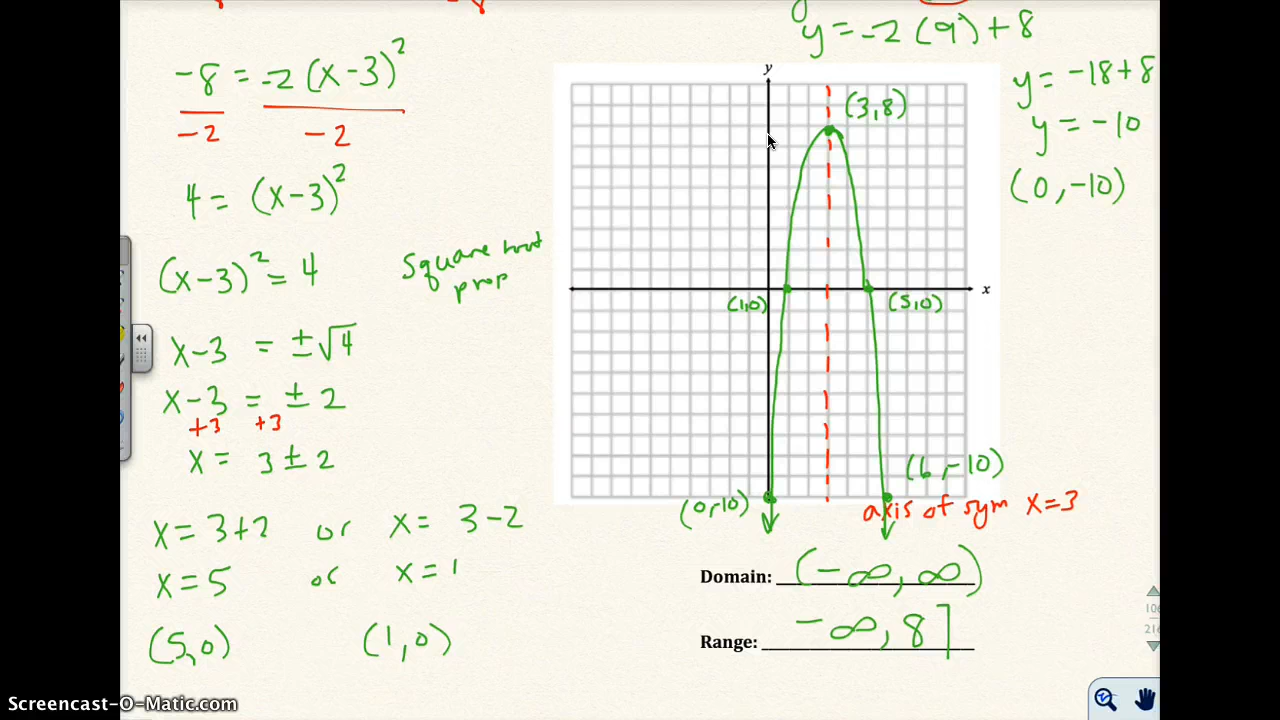 -8 = -2 (x-3)²
-2 -2
4 = (x-3)²
(x-3)² = 4
Square root prop
x-3 = ±√4
x-3 = ±2
+3 +3
x = 3 ± 2
x = 3+2 or x = 3-2
x = 5 or x = 1
(5,0) (1,0)
y = -2 (9) + 8
y = -18+8
y = -10
(0,-10)
y
(3,8)
x
(1,0)
(5,0)
(6,-10)
(0,-10)
axis of sym x=3
Domain: (-∞, ∞)
Range: -∞, 8]
106
216
Screencast-O-Matic.com